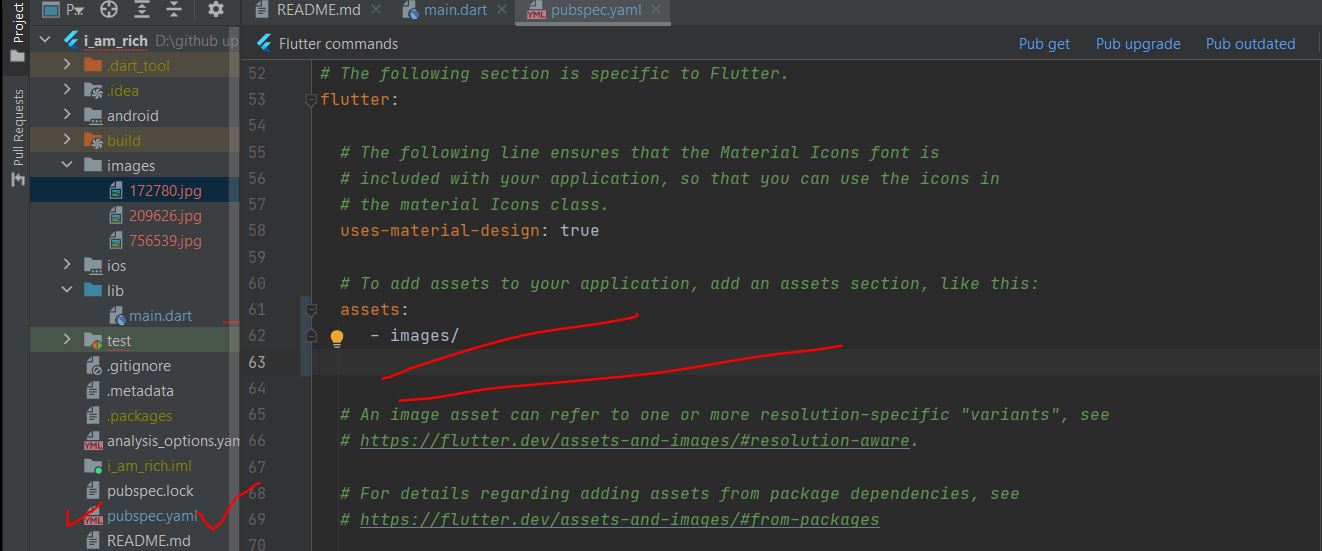 P...
README.md
main.dart
pubspec.yaml
Project
Pull Requests
i_am_rich D:\github up
.dart_tool
.idea
android
build
images
172780.jpg
209626.jpg
756539.jpg
ios
lib
main.dart
test
.gitignore
.metadata
.packages
analysis_options.yam
i_am_rich.iml
pubspec.lock
pubspec.yaml
README.md
Flutter commands
Pub get Pub upgrade Pub outdated
52 # The following section is specific to Flutter.
53 flutter:
54
55 # The following line ensures that the Material Icons font is
56 # included with your application, so that you can use the icons in
57 # the material Icons class.
58 uses-material-design: true
59
60 # To add assets to your application, add an assets section, like this:
61 assets:
62 - images/
63
64
65 # An image asset can refer to one or more resolution-specific "variants", see
66 # https://flutter.dev/assets-and-images/#resolution-aware.
67
68 # For details regarding adding assets from package dependencies, see
69 # https://flutter.dev/assets-and-images/#from-packages
70